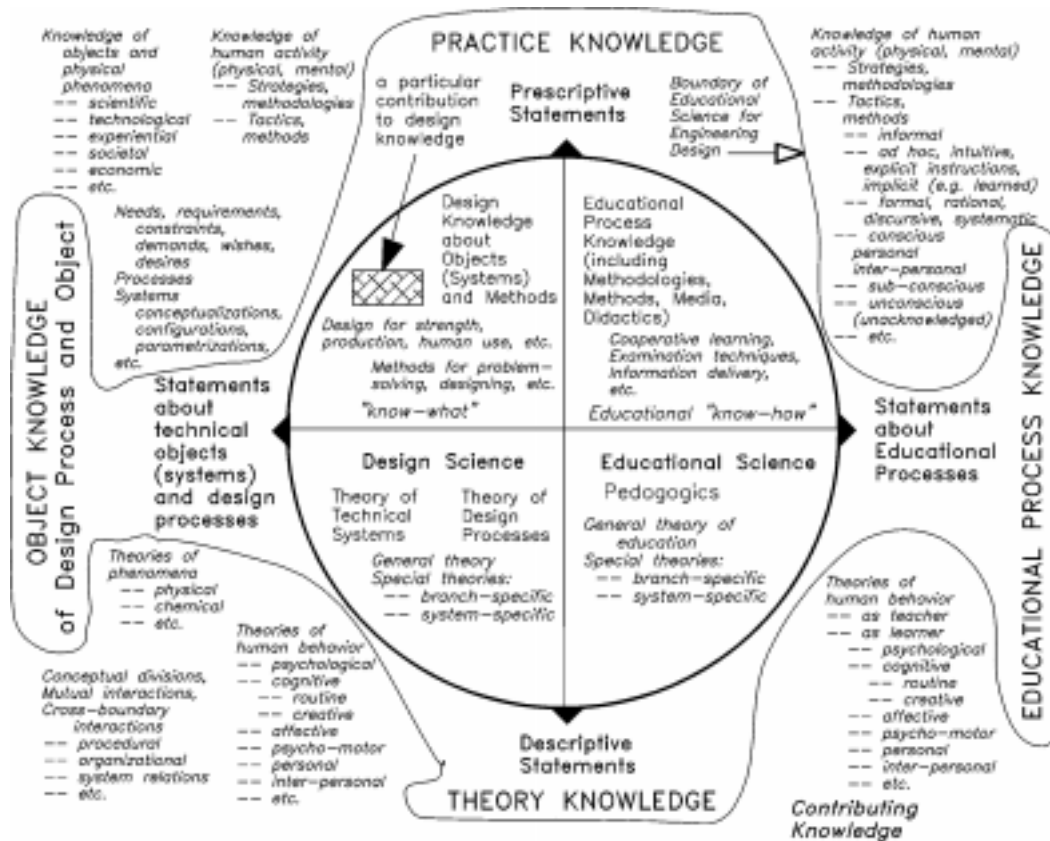 Knowledge of
objects and
physical
phenomena
-- scientific
-- technological
-- experiential
-- societal
-- economic
-- etc.
Knowledge of
human activity
(physical, mental)
-- Strategies,
methodologies
-- Tactics,
methods
PRACTICE KNOWLEDGE
a particular
contribution
to design
knowledge
Prescriptive
Statements
Boundary of
Educational
Science for
Engineering
Design
Knowledge of human
activity (physical, mental)
-- Strategies,
methodologies
-- Tactics,
methods
-- informal
-- ad hoc, intuitive,
explicit instructions,
implicit (e.g. learned)
-- formal, rational,
discursive, systematic
-- conscious
personal
inter-personal
-- sub-conscious
-- unconscious
(unacknowledged)
-- etc.
OBJECT KNOWLEDGE
of Design Process and Object
Needs, requirements,
constraints,
demands, wishes,
desires
Processes
Systems
conceptualizations,
configurations,
parametrizations,
etc.
Design
Knowledge
about
Objects
(Systems)
and Methods
Design for strength,
production, human use, etc.
Methods for problem-
solving, designing, etc.
"know-what"
Educational
Process
Knowledge
(including
Methodologies,
Methods, Media,
Didactics)
Cooperative learning,
Examination techniques,
Information delivery,
etc.
Educational "know-how"
EDUCATIONAL PROCESS KNOWLEDGE
Statements
about
technical
objects
(systems)
and design
processes
Statements
about
Educational
Processes
Design Science
Theory of
Technical
Systems
Theory of
Design
Processes
General theory
Special theories:
-- branch-specific
-- system-specific
Educational Science
Pedagogics
General theory of
education
Special theories:
-- branch-specific
-- system-specific
Theories of
phenomena
-- physical
-- chemical
-- etc.
Conceptual divisions,
Mutual interactions,
Cross-boundary
interactions
-- procedural
-- organizational
-- system relations
-- etc.
Theories of
human behavior
-- psychological
-- cognitive
-- routine
-- creative
-- affective
-- psycho-motor
-- personal
-- inter-personal
-- etc.
Descriptive
Statements
THEORY KNOWLEDGE
Theories of
human behavior
-- as teacher
-- as learner
-- psychological
-- cognitive
-- routine
-- creative
-- affective
-- psycho-motor
-- personal
-- inter-personal
-- etc.
Contributing
Knowledge